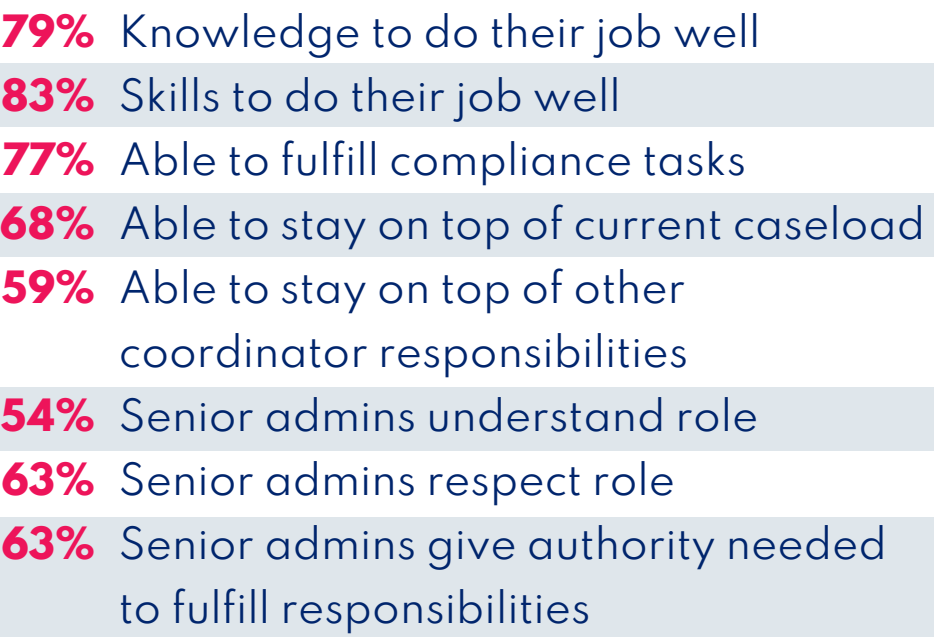 79% Knowledge to do their job well
83% Skills to do their job well
77% Able to fulfill compliance tasks
68% Able to stay on top of current caseload
59% Able to stay on top of other
coordinator responsibilities
54% Senior admins understand role
63% Senior admins respect role
63% Senior admins give authority needed
to fulfill responsibilities